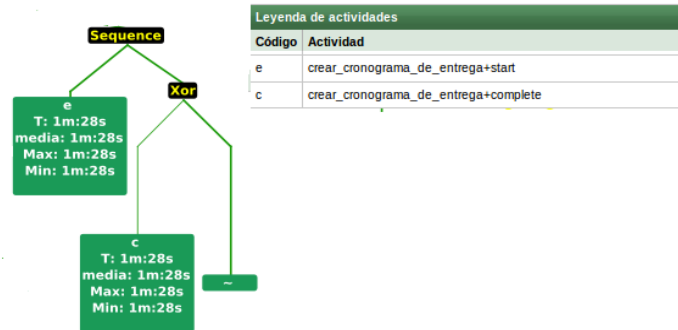 Sequence
Xor
e
T: 1m:28s
media: 1m:28s
Max: 1m:28s
Min: 1m:28s
c
T: 1m:28s
media: 1m:28s
Max: 1m:28s
Min: 1m:28s
~
Leyenda de actividades
Código Actividad
e crear_cronograma_de_entrega+start
c crear_cronograma_de_entrega+complete